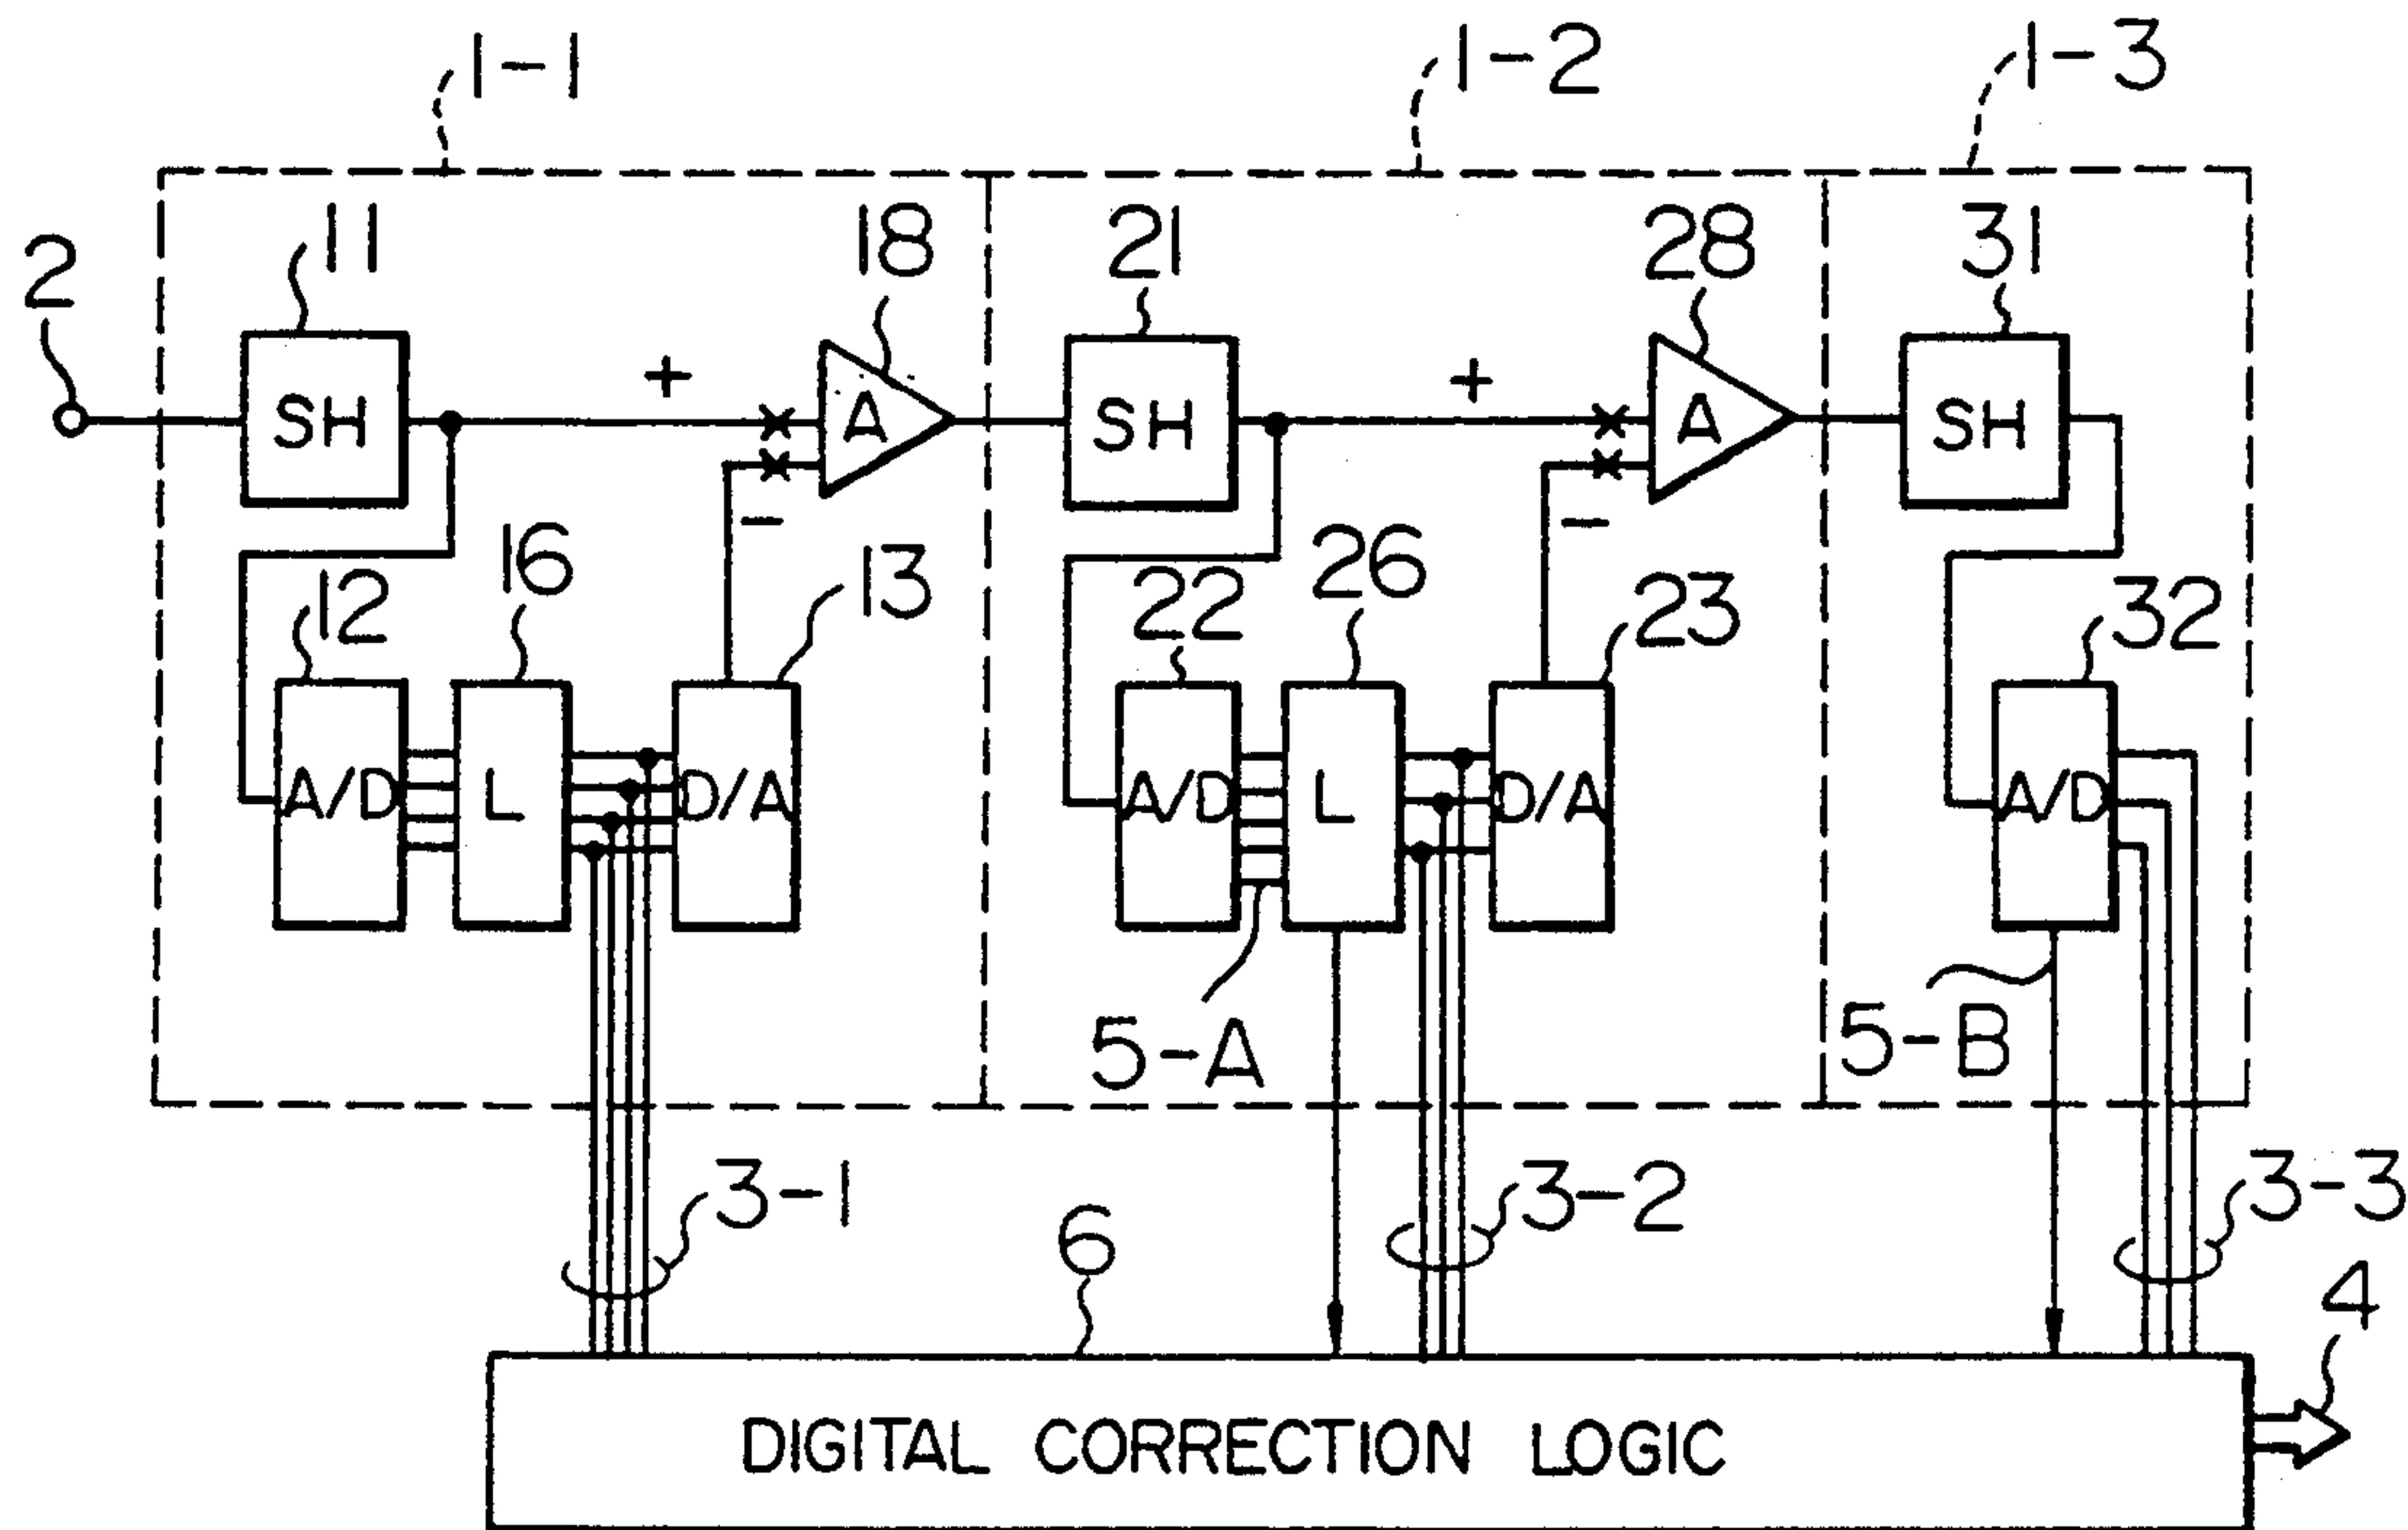 1-1
1-2
1-3
2
11
18
21
28
31
SH
+
A
SH
+
A
SH
-
-
12
16
13
22
26
23
32
A/D
L
D/A
A/D
L
D/A
A/D
5-A
5-B
3-1
3-2
3-3
6
4
DIGITAL CORRECTION LOGIC